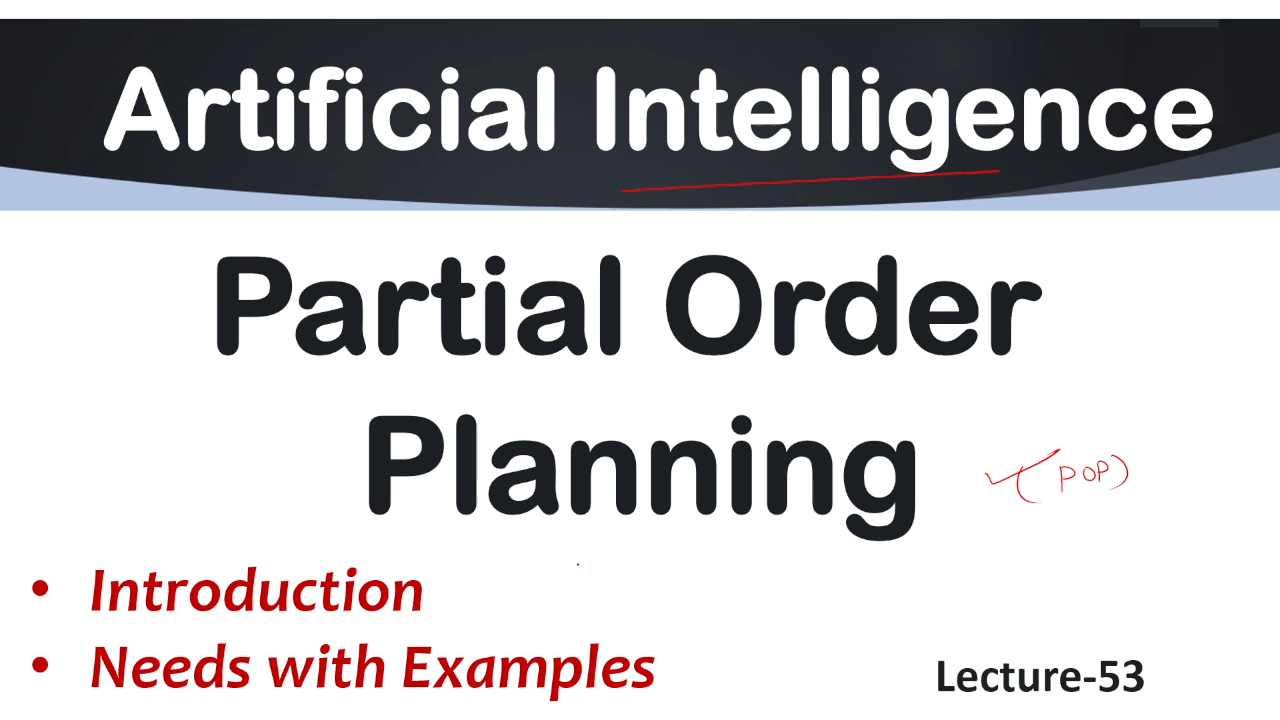 Artificial Intelligence
Partial Order
Planning
(POP)
• Introduction
• Needs with Examples
Lecture-53